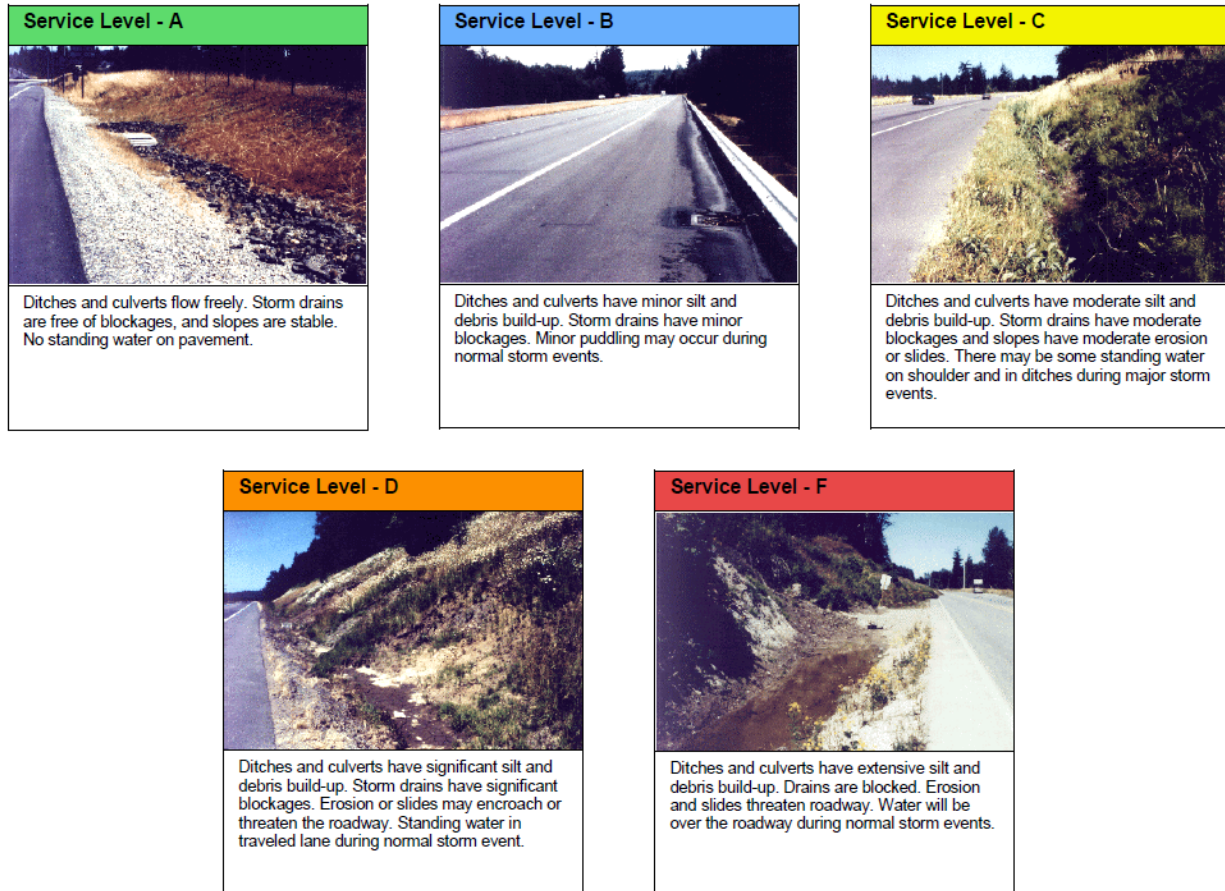 Service Level - A
Ditches and culverts flow freely. Storm drains
are free of blockages, and slopes are stable.
No standing water on pavement.
Service Level - B
Ditches and culverts have minor silt and
debris build-up. Storm drains have minor
blockages. Minor puddling may occur during
normal storm events.
Service Level - C
Ditches and culverts have moderate silt and
debris build-up. Storm drains have moderate
blockages and slopes have moderate erosion
or slides. There may be some standing water
on shoulder and in ditches during major storm
events.
Service Level - D
Ditches and culverts have significant silt and
debris build-up. Storm drains have significant
blockages. Erosion or slides may encroach or
threaten the roadway. Standing water in
traveled lane during normal storm event.
Service Level - F
Ditches and culverts have extensive silt and
debris build-up. Drains are blocked. Erosion
and slides threaten roadway. Water will be
over the roadway during normal storm events.